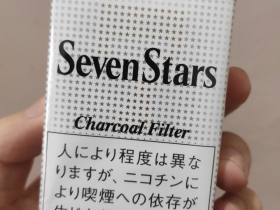 SevenStars
Charcoal Filter
人により程度は異な
りますが、ニコチンに
より喫煙への依存が